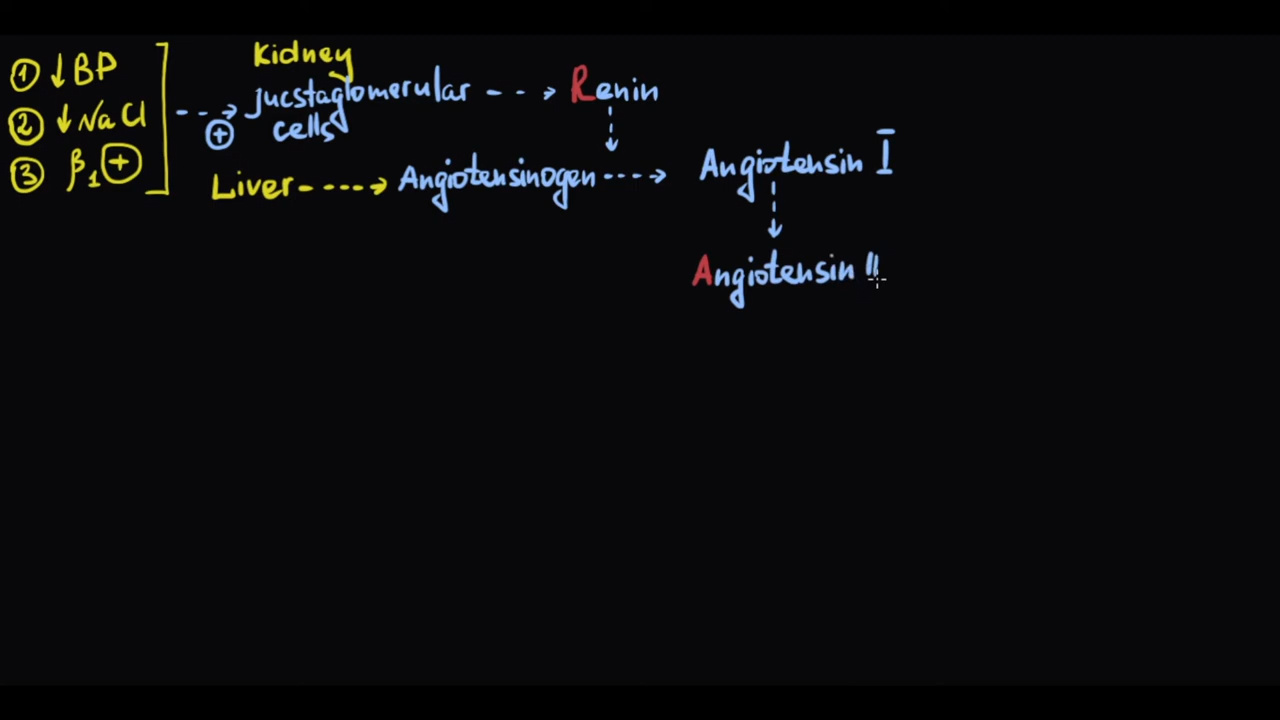 ① ↓ BP
② ↓ NaCl
③ β₁ +
Kidney
jucstaglomerular
cells
+
Renin
Liver
Angiotensinogen
Angiotensin I
Angiotensin II